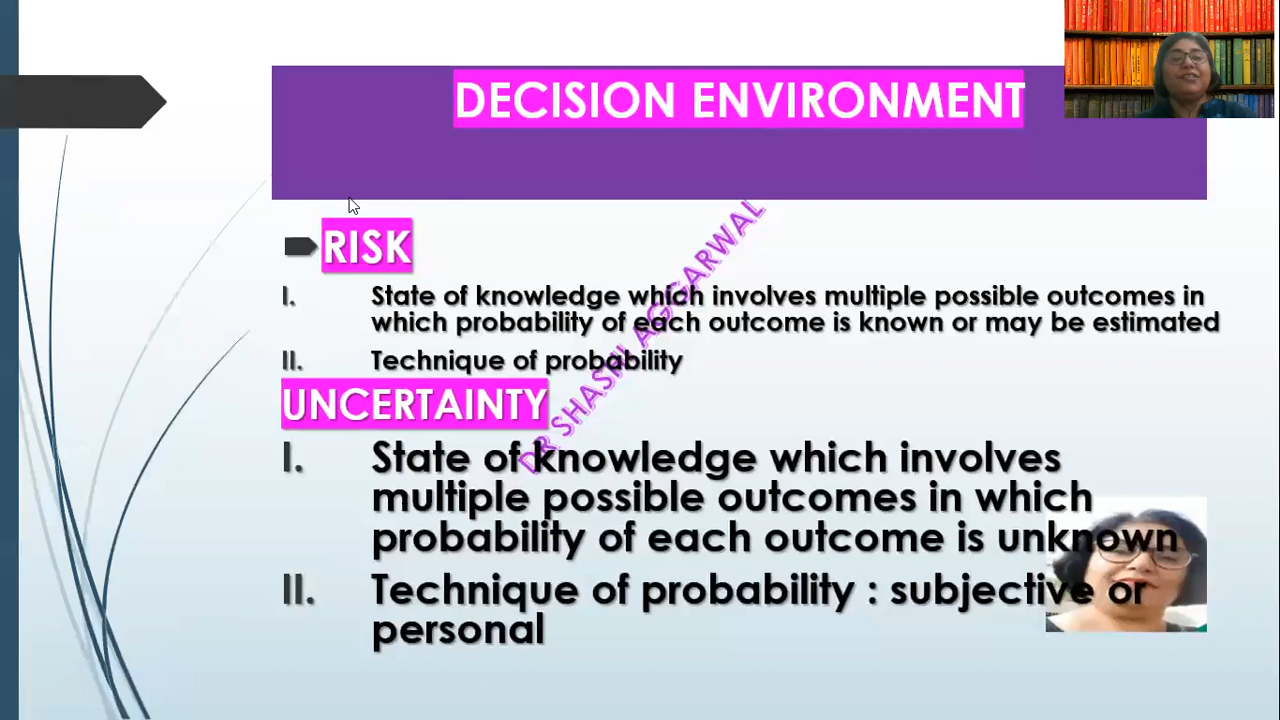 DECISION ENVIRONMENT
RISK
I. State of knowledge which involves multiple possible outcomes in
which probability of each outcome is known or may be estimated
II. Technique of probability
DR SHASHI AGGARWAL
UNCERTAINTY
I. State of knowledge which involves
multiple possible outcomes in which
probability of each outcome is unknown
II. Technique of probability : subjective or
personal